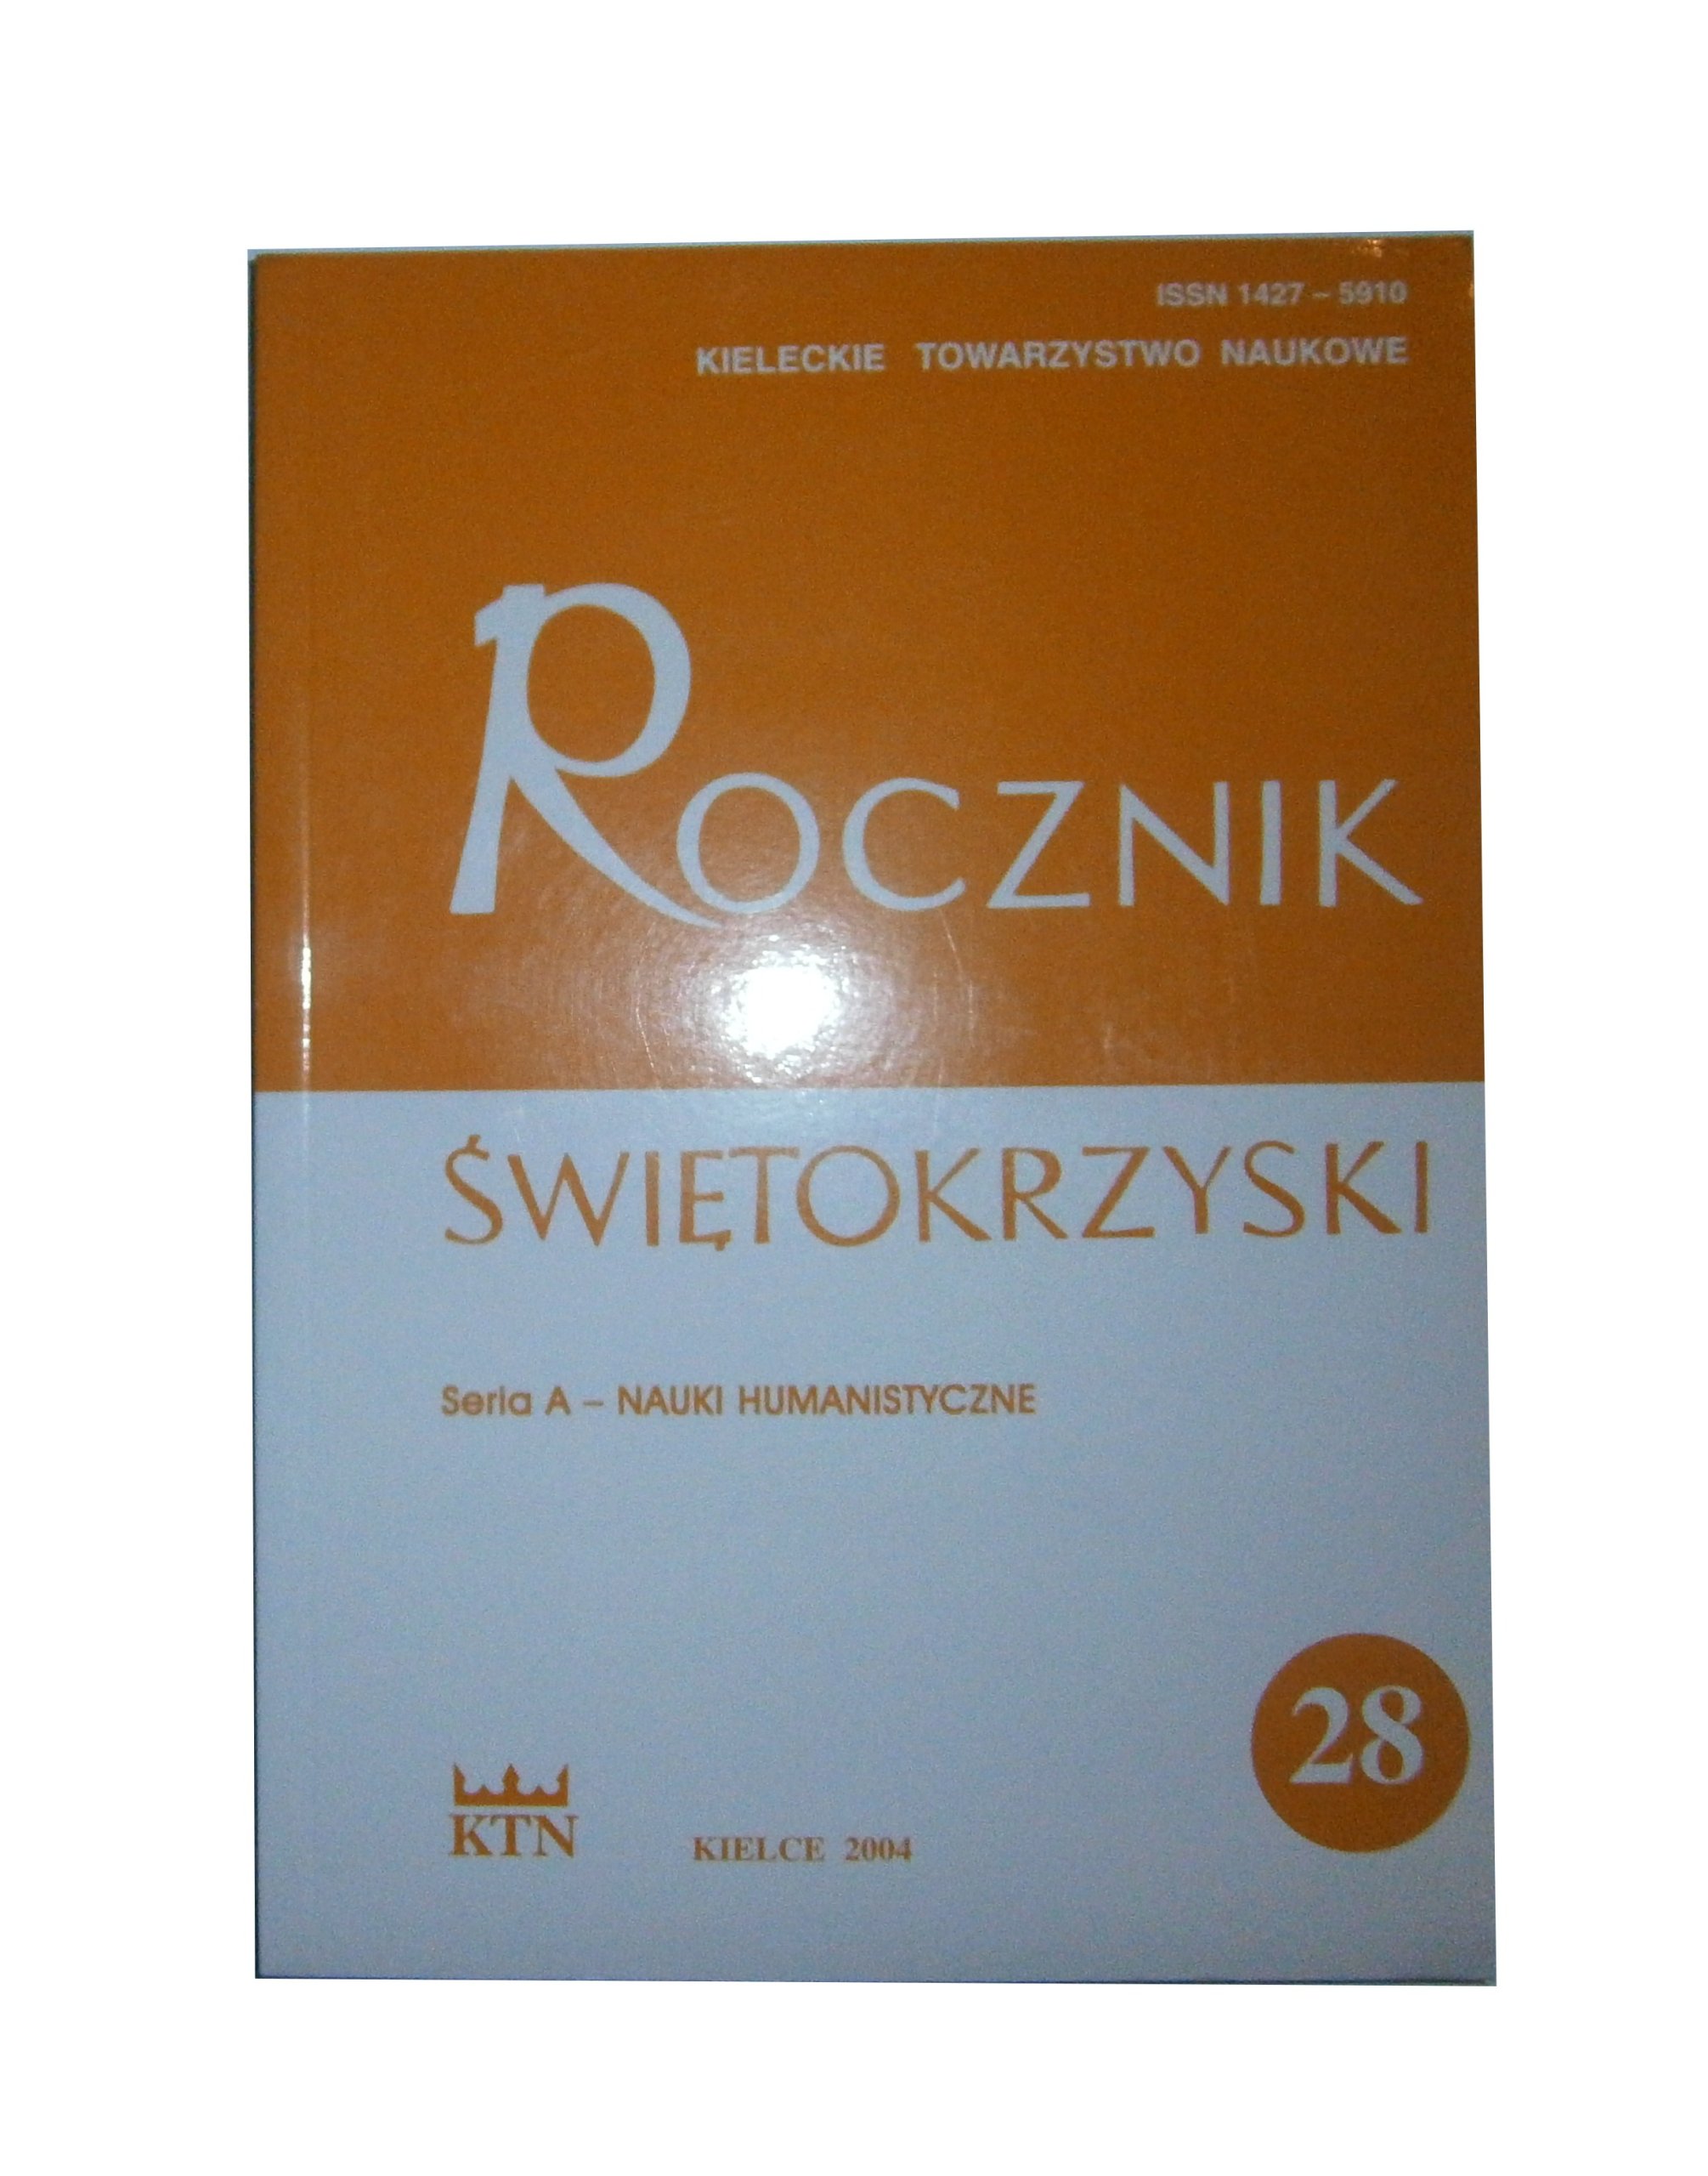 ISSN 1427 – 5910
KIELECKIE TOWARZYSTWO NAUKOWE
ROCZNIK
ŚWIĘTOKRZYSKI
Seria A – NAUKI HUMANISTYCZNE
28
KTN
KIELCE 2004